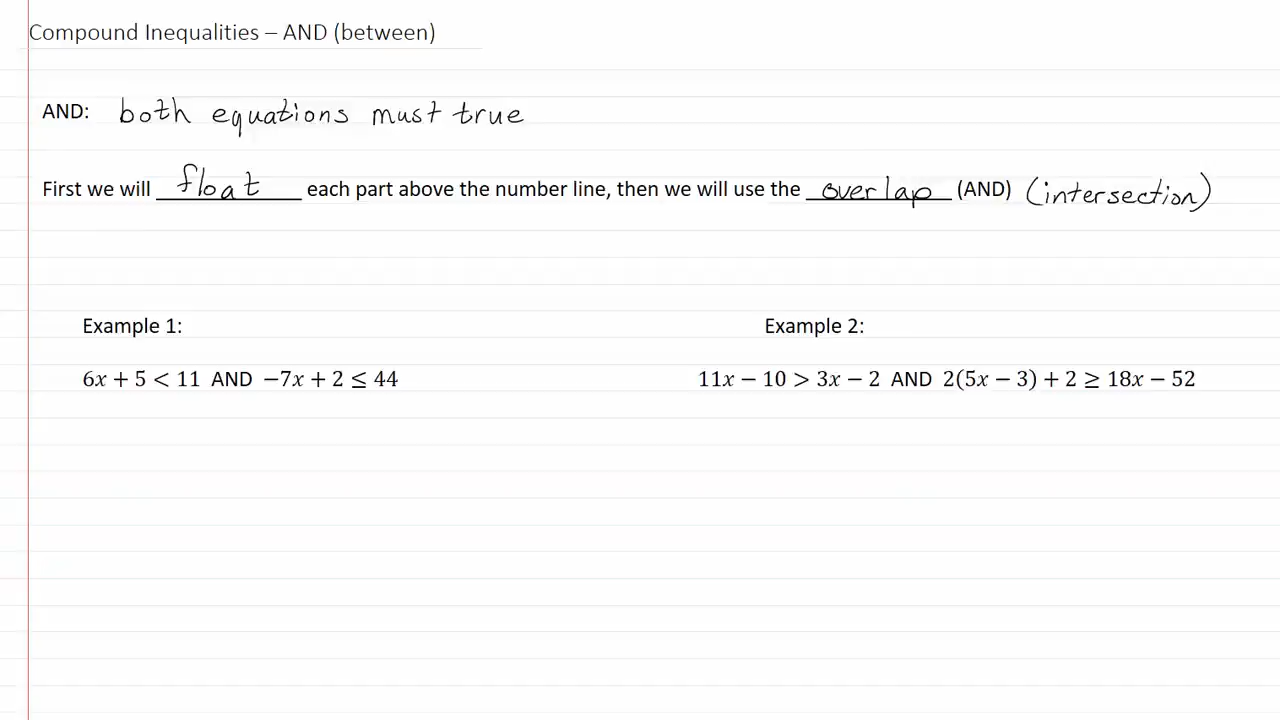 Compound Inequalities – AND (between)
AND: both equations must true
First we will float each part above the number line, then we will use the overlap (AND) (intersection)
Example 1: Example 2:
6x + 5 < 11 AND −7x + 2 ≤ 44 11x − 10 > 3x − 2 AND 2(5x − 3) + 2 ≥ 18x − 52